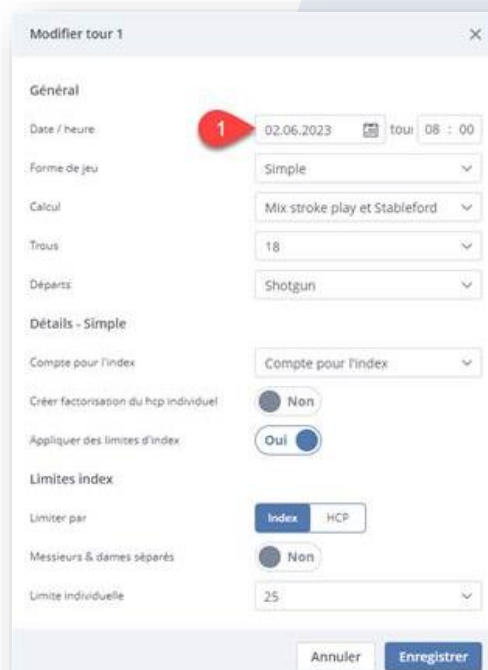 Modifier tour 1
Général
Date / heure 1 02.06.2023 tour 08 : 00
Forme de jeu Simple
Calcul Mix stroke play et Stableford
Trous 18
Départs Shotgun
Détails - Simple
Compte pour l'index Compte pour l'index
Créer factorisation du hcp individuel Non
Appliquer des limites d'index Oui
Limites index
Limiter par Index HCP
Messieurs & dames séparés Non
Limite individuelle 25
Annuler Enregistrer